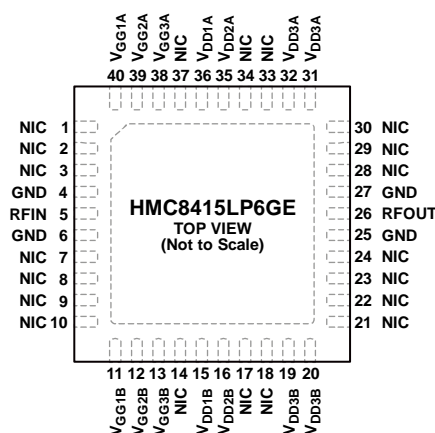 VGG1A VGG2A VGG3A NIC VDD1A VDD2A NIC NIC VDD3A VDD3A
40 39 38 37 36 35 34 33 32 31
NIC 1
NIC 2
NIC 3
GND 4
RFIN 5
GND 6
NIC 7
NIC 8
NIC 9
NIC 10
HMC8415LP6GE
TOP VIEW
(Not to Scale)
30 NIC
29 NIC
28 NIC
27 GND
26 RFOUT
25 GND
24 NIC
23 NIC
22 NIC
21 NIC
11 12 13 14 15 16 17 18 19 20
VGG1B VGG2B VGG3B NIC VDD1B VDD2B NIC NIC VDD3B VDD3B